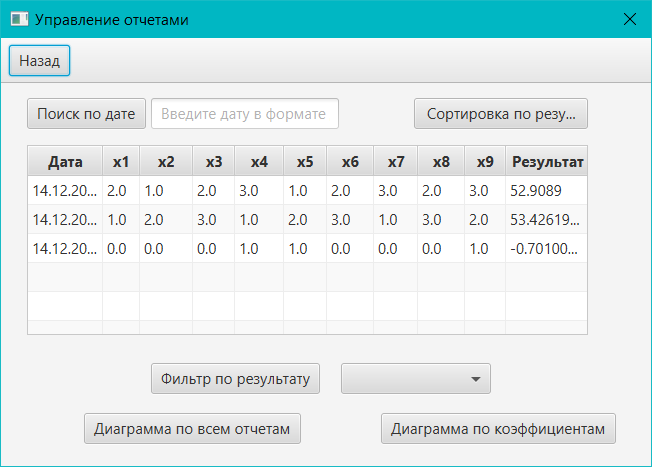 Управление отчетами
Назад
Поиск по дате Введите дату в формате Сортировка по резу...
Дата x1 x2 x3 x4 x5 x6 x7 x8 x9 Результат
14.12.20... 2.0 1.0 2.0 3.0 1.0 2.0 3.0 2.0 3.0 52.9089
14.12.20... 1.0 2.0 3.0 1.0 2.0 3.0 1.0 3.0 2.0 53.42619...
14.12.20... 0.0 0.0 0.0 1.0 1.0 0.0 0.0 0.0 1.0 -0.70100...
Фильтр по результату
Диаграмма по всем отчетам Диаграмма по коэффициентам